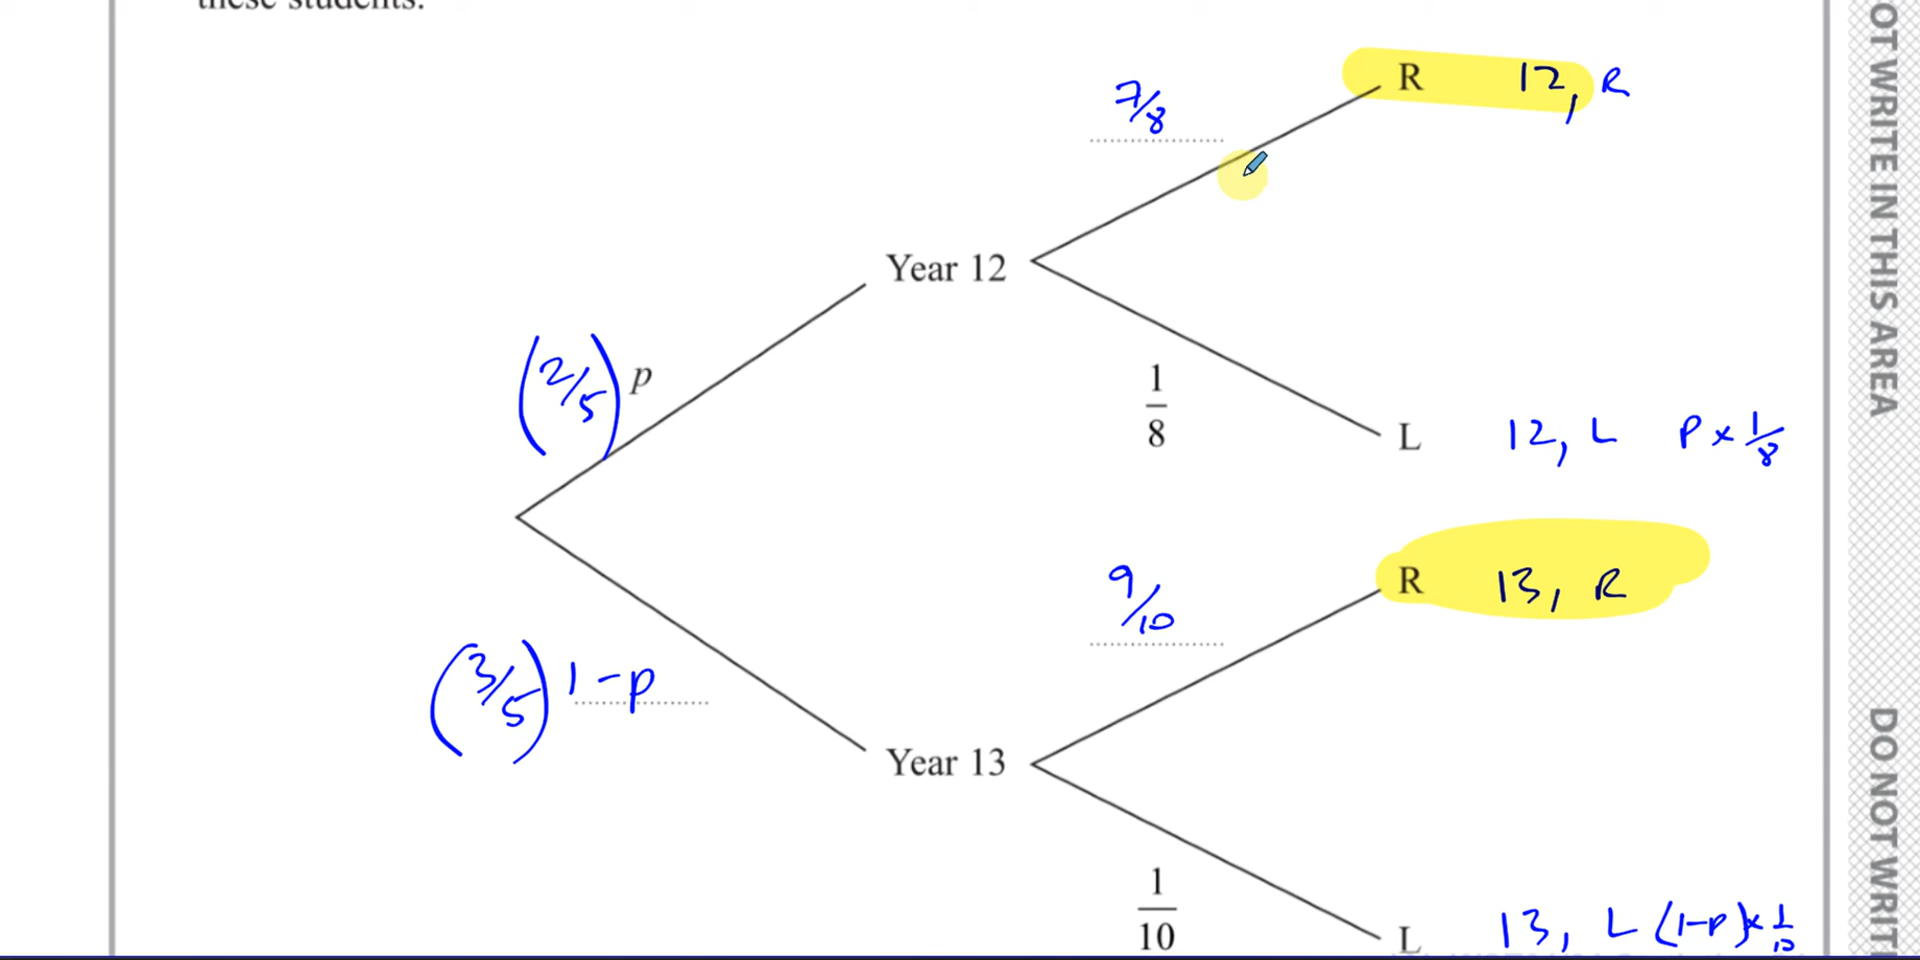 these students.
7/8
R 12, R
Year 12
(2/5) p
1
8
L 12, L P × 1/8
9/10
R 13, R
(3/5) 1 - p
Year 13
1
10
L 13, L (1-p) × 1/10
OT WRITE IN THIS AREA
DO NOT WRIT